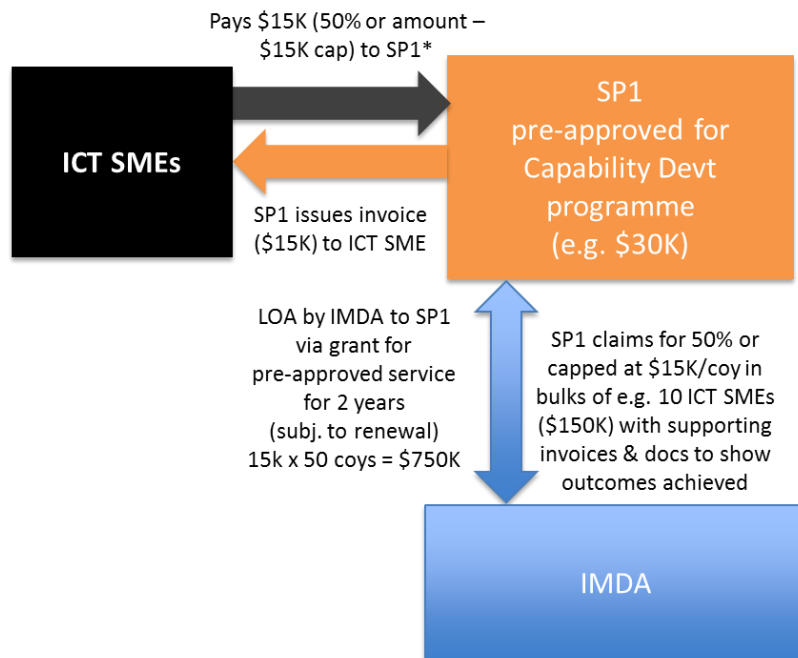 Pays $15K (50% or amount –
$15K cap) to SP1*
ICT SMEs
SP1
pre-approved for
Capability Devt
programme
(e.g. $30K)
SP1 issues invoice
($15K) to ICT SME
LOA by IMDA to SP1
via grant for
pre-approved service
for 2 years
(subj. to renewal)
15k x 50 coys = $750K
SP1 claims for 50% or
capped at $15K/coy in
bulks of e.g. 10 ICT SMEs
($150K) with supporting
invoices & docs to show
outcomes achieved
IMDA